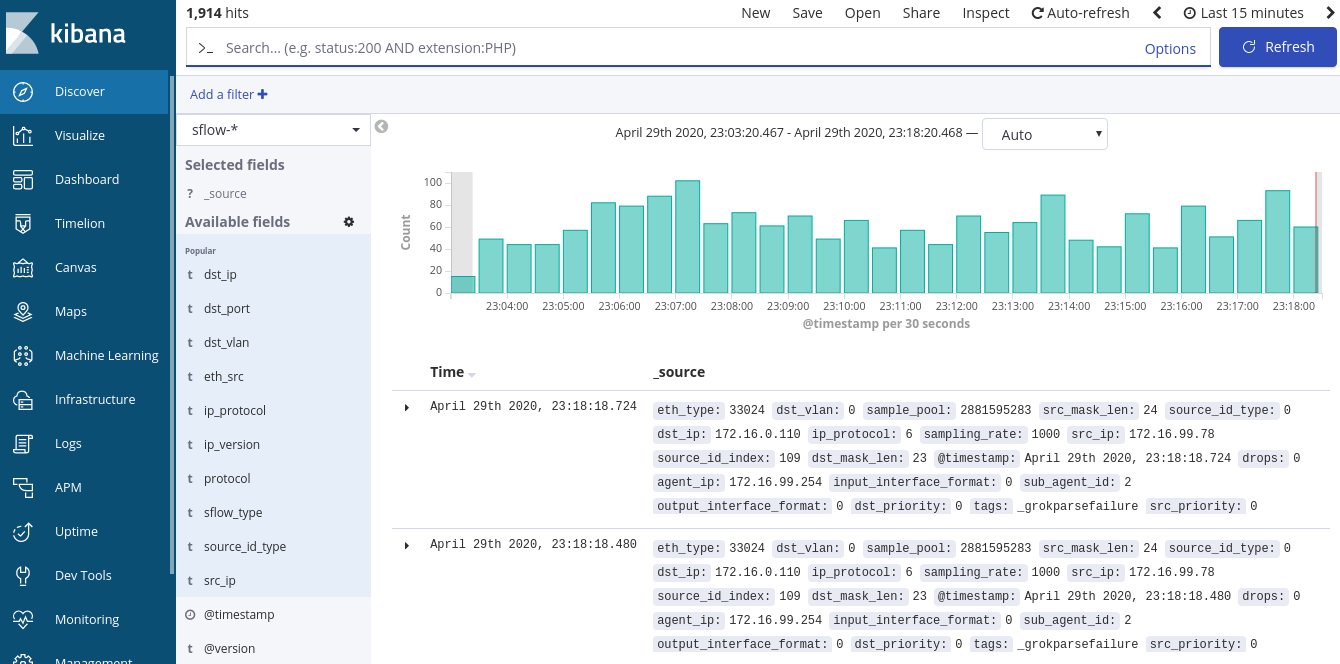 1,914 hits
New Save Open Share Inspect Auto-refresh Last 15 minutes
kibana
>_ Search... (e.g. status:200 AND extension:PHP) Options Refresh
Add a filter +
Discover
Visualize
Dashboard
Timelion
Canvas
Maps
Machine Learning
Infrastructure
Logs
APM
Uptime
Dev Tools
Monitoring
Management
sflow-*
Selected fields
? _source
Available fields
Popular
t dst_ip
t dst_port
t dst_vlan
t eth_src
t ip_protocol
t ip_version
t protocol
t sflow_type
t source_id_type
t src_ip
@timestamp
t @version
April 29th 2020, 23:03:20.467 - April 29th 2020, 23:18:20.468 — Auto
Count
100
80
60
40
20
0
23:04:00 23:05:00 23:06:00 23:07:00 23:08:00 23:09:00 23:10:00 23:11:00 23:12:00 23:13:00 23:14:00 23:15:00 23:16:00 23:17:00 23:18:00
@timestamp per 30 seconds
Time _source
April 29th 2020, 23:18:18.724 eth_type: 33024 dst_vlan: 0 sample_pool: 2881595283 src_mask_len: 24 source_id_type: 0
dst_ip: 172.16.0.110 ip_protocol: 6 sampling_rate: 1000 src_ip: 172.16.99.78
source_id_index: 109 dst_mask_len: 23 @timestamp: April 29th 2020, 23:18:18.724 drops: 0
agent_ip: 172.16.99.254 input_interface_format: 0 sub_agent_id: 2
output_interface_format: 0 dst_priority: 0 tags: _grokparsefailure src_priority: 0
April 29th 2020, 23:18:18.480 eth_type: 33024 dst_vlan: 0 sample_pool: 2881595283 src_mask_len: 24 source_id_type: 0
dst_ip: 172.16.0.110 ip_protocol: 6 sampling_rate: 1000 src_ip: 172.16.99.78
source_id_index: 109 dst_mask_len: 23 @timestamp: April 29th 2020, 23:18:18.480 drops: 0
agent_ip: 172.16.99.254 input_interface_format: 0 sub_agent_id: 2
output_interface_format: 0 dst_priority: 0 tags: _grokparsefailure src_priority: 0